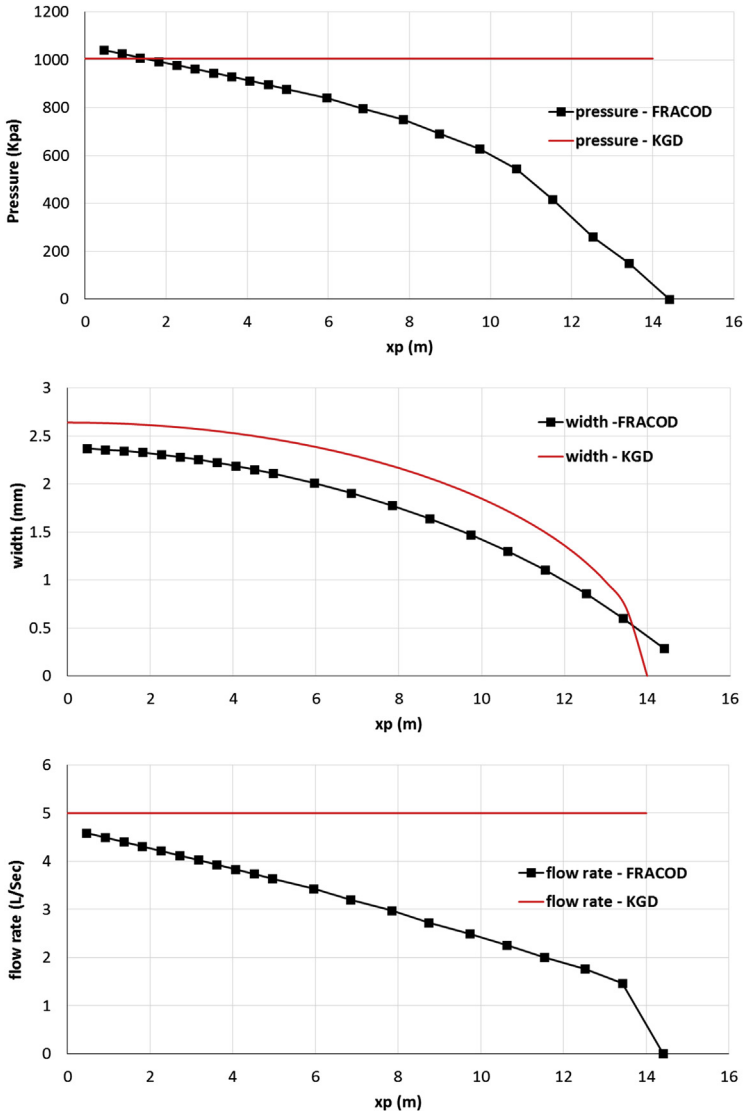 1200
1000
800
600
400
200
0
Pressure (Kpa)
pressure - FRACOD
pressure - KGD
0 2 4 6 8 10 12 14 16
xp (m)
3
2.5
2
1.5
1
0.5
0
width (mm)
width -FRACOD
width - KGD
0 2 4 6 8 10 12 14 16
xp (m)
6
5
4
3
2
1
0
flow rate (L/Sec)
flow rate - FRACOD
flow rate - KGD
0 2 4 6 8 10 12 14 16
xp (m)